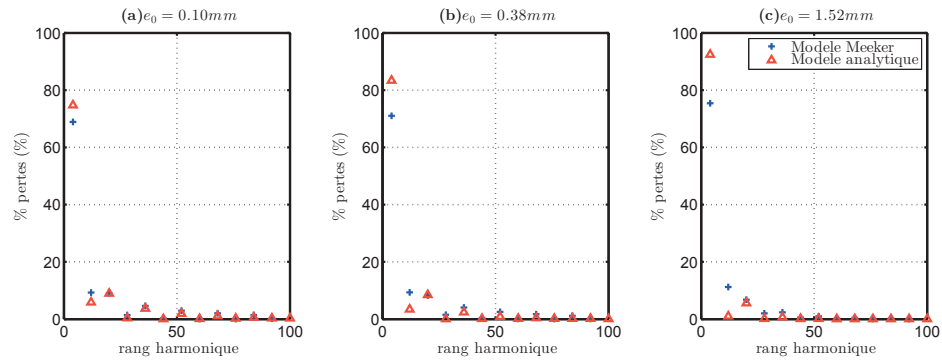 (a)e₀ = 0.10mm
100
80
60
40
20
0
0
50
100
% pertes (%)
rang harmonique
(b)e₀ = 0.38mm
100
80
60
40
20
0
0
50
100
% pertes (%)
rang harmonique
(c)e₀ = 1.52mm
Modele Meeker
Modele analytique
100
80
60
40
20
0
0
50
100
% pertes (%)
rang harmonique